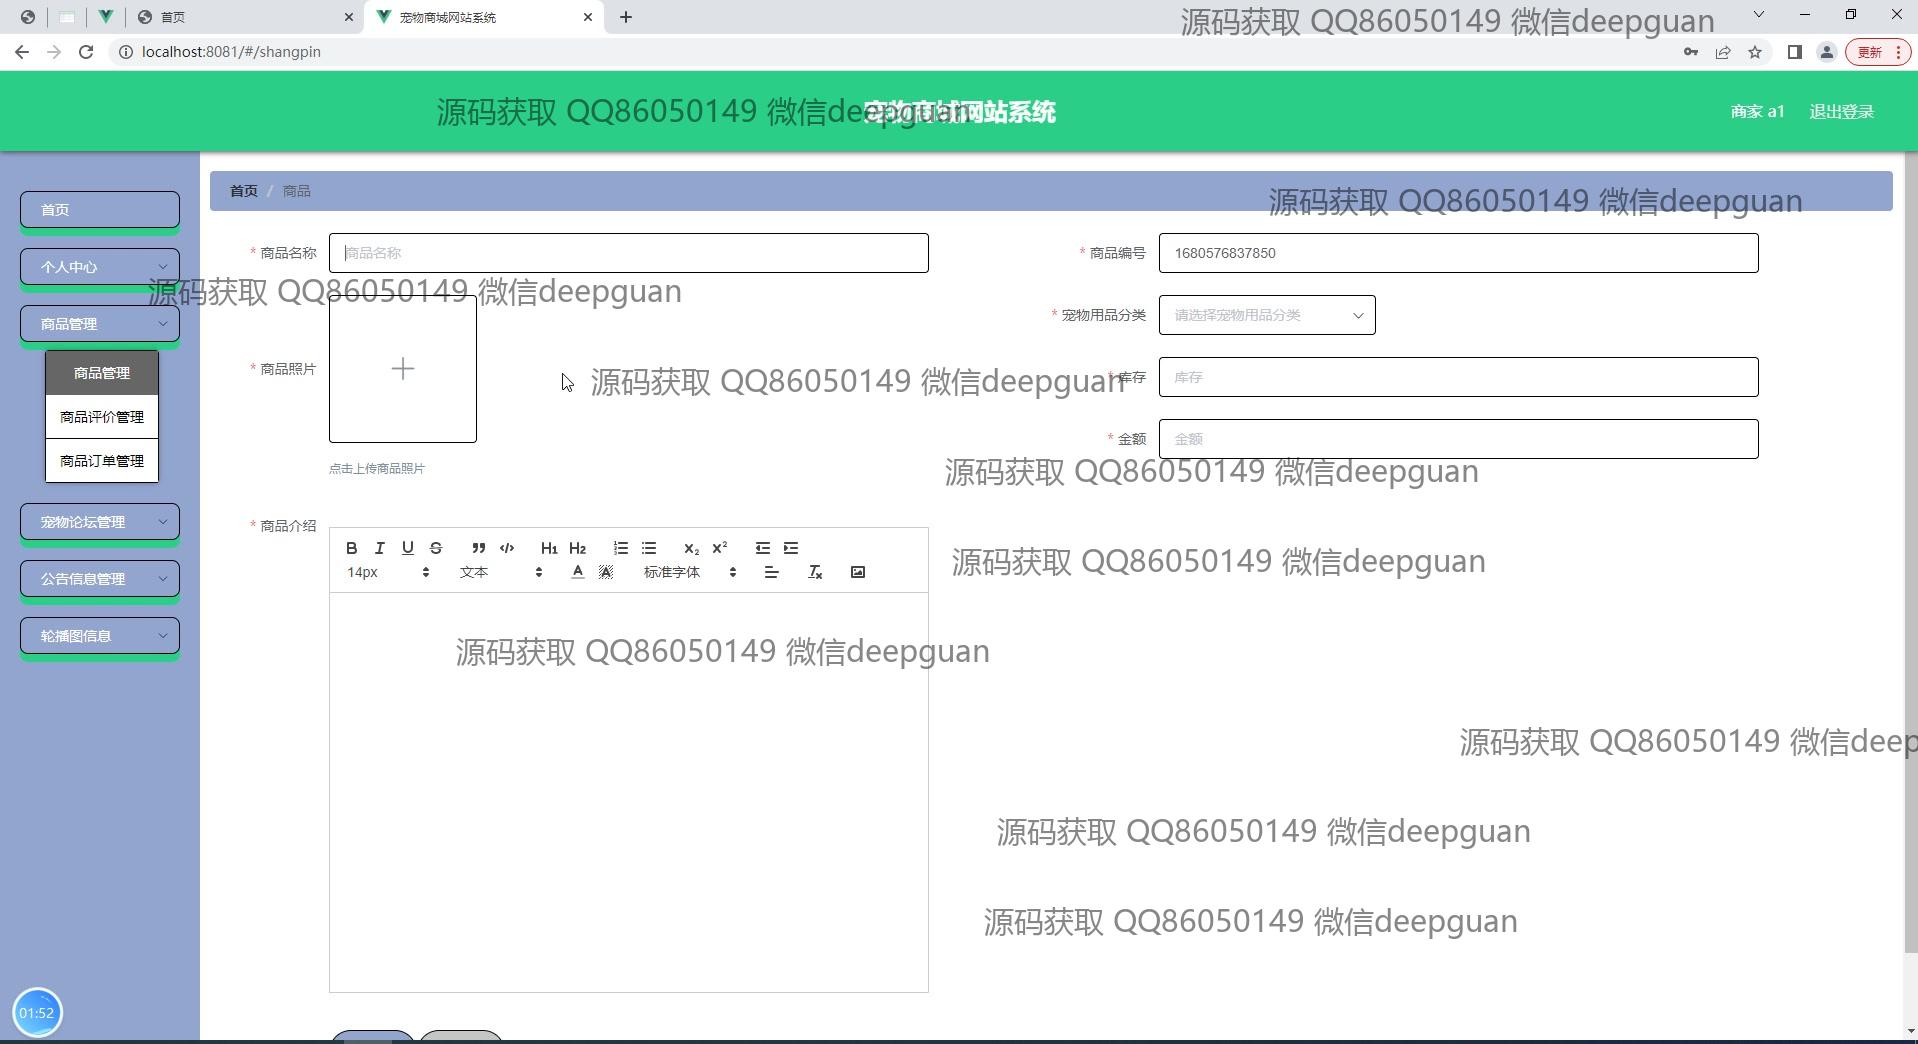 首页
宠物商城网站系统
源码获取 QQ86050149 微信deepguan
localhost:8081/#/shangpin
更新
源码获取 QQ86050149 微信deepguan
宠物商城网站系统
商家 a1
退出登录
首页 / 商品
源码获取 QQ86050149 微信deepguan
首页
个人中心
商品管理
商品管理
商品评价管理
商品订单管理
宠物论坛管理
公告信息管理
轮播图信息
* 商品名称
商品名称
* 商品编号
1680576837850
源码获取 QQ86050149 微信deepguan
* 宠物用品分类
请选择宠物用品分类
* 商品照片
点击上传商品照片
源码获取 QQ86050149 微信deepguan
* 库存
库存
* 金额
金额
源码获取 QQ86050149 微信deepguan
* 商品介绍
B I U S H1 H2 X2 X2
14px 文本 A A 标准字体 Tx
源码获取 QQ86050149 微信deepguan
源码获取 QQ86050149 微信deepguan
源码获取 QQ86050149 微信deep
源码获取 QQ86050149 微信deepguan
源码获取 QQ86050149 微信deepguan
01:52